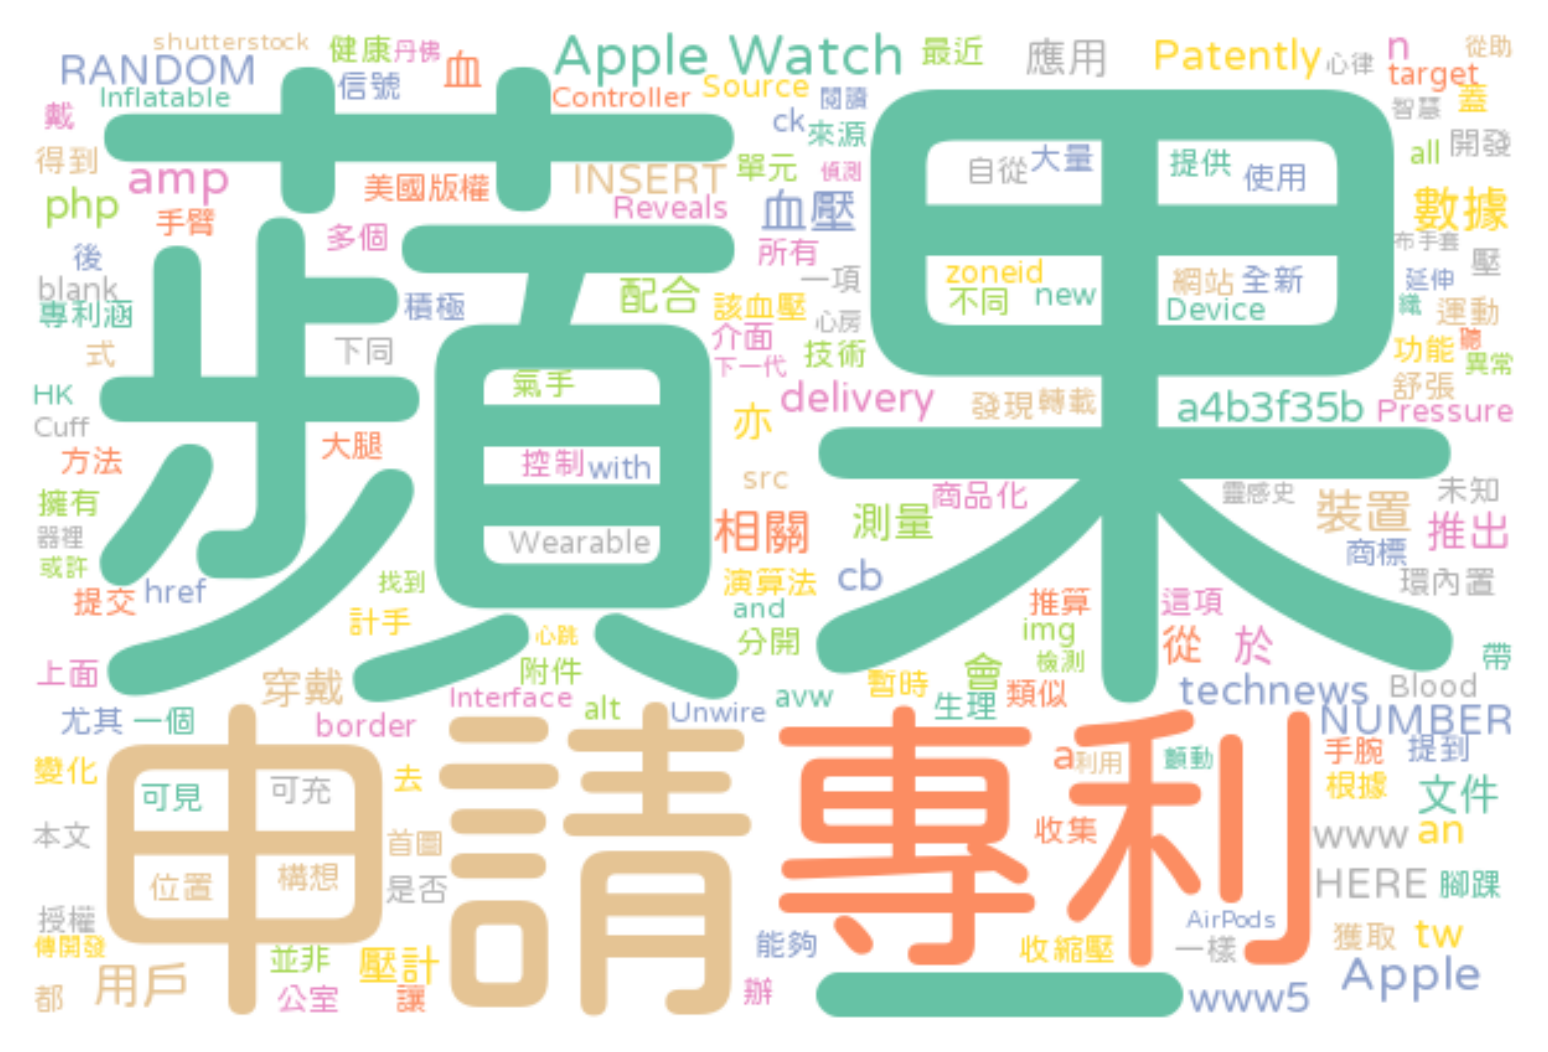 shutterstock
健康
丹佛
血
Apple Watch
最近
應用
Patently
心律
n
從助
RANDOM
信號
Inflatable
Controller
Source
閱讀
target
智慧
蓋
戴
ck
來源
開發
all
得到
amp
美國版權
INSERT
單元
偵測
自從
大量
提供
使用
php
手臂
Reveals
血壓
數據
多個
所有
布手套
後
壓
blank
一項
zoneid
網站
全新
延伸
專利涵
積極
配合
該血壓
心房
不同
new
Device
織
運動
式
下同
介面
下一代
技術
聽
功能
異常
蘋果
氣手
HK
delivery
發現
轉載
a4b3f35b
舒張
Pressure
Cuff
亦
方法
大腿
控制
with
src
商品化
靈感史
未知
擁有
裝置
器裡
Wearable
相關
測量
推出
或許
商標
提交
href
找到
演算法
cb
環內置
計手
and
推算
這項
心跳
分開
img
從
於
上面
穿戴
附件
會
檢測
帶
暫時
類似
technews
Blood
Interface
alt
Unwire
avw
生理
NUMBER
尤其
一個
border
a
利用
顫動
手腕
提到
變化
可見
可充
去
根據
文件
申請
專利
本文
首圖
收集
www
an
位置
構想
是否
HERE
腳踝
授權
AirPods
傳開發
並非
壓計
能夠
收縮壓
一樣
獲取
tw
用戶
Apple
都
公室
讓
辦
一
www5